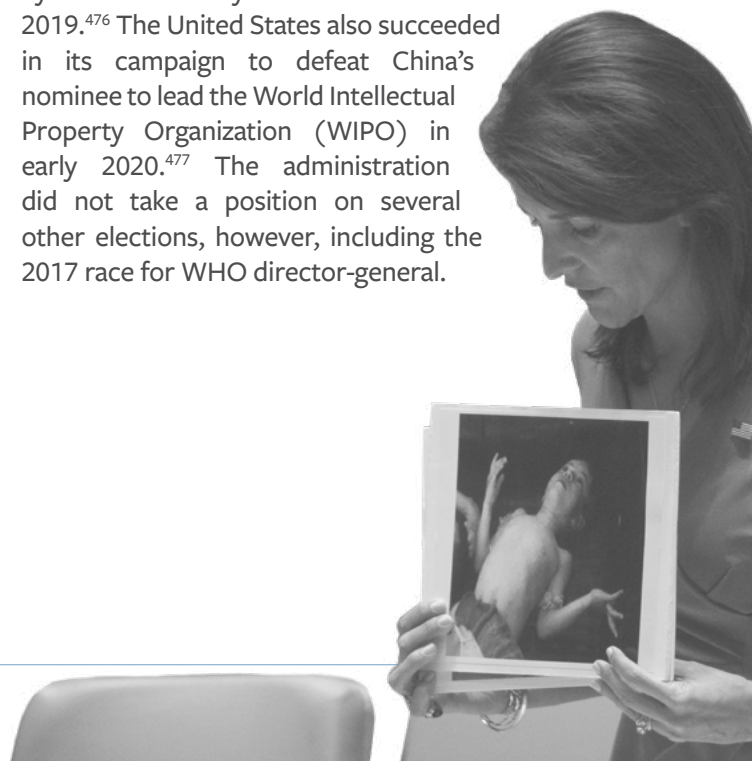 2019.476 The United States also succeeded
in its campaign to defeat China’s
nominee to lead the World Intellectual
Property Organization (WIPO) in
early 2020.477 The administration
did not take a position on several
other elections, however, including the
2017 race for WHO director-general.